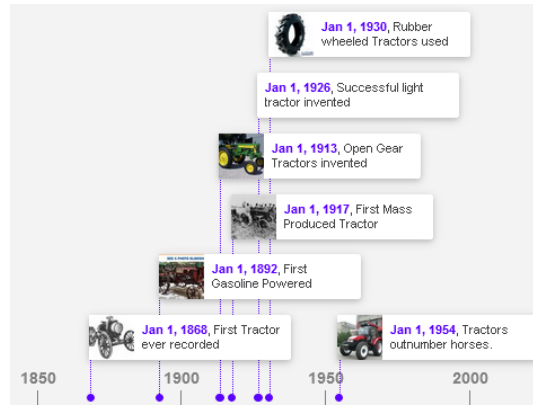 Jan 1, 1930, Rubber
wheeled Tractors used
Jan 1, 1926, Successful light
tractor invented
Jan 1, 1913, Open Gear
Tractors invented
Jan 1, 1917, First Mass
Produced Tractor
Jan 1, 1892, First
Gasoline Powered
Jan 1, 1868, First Tractor
ever recorded
Jan 1, 1954, Tractors
outnumber horses.
1850
1900
1950
2000